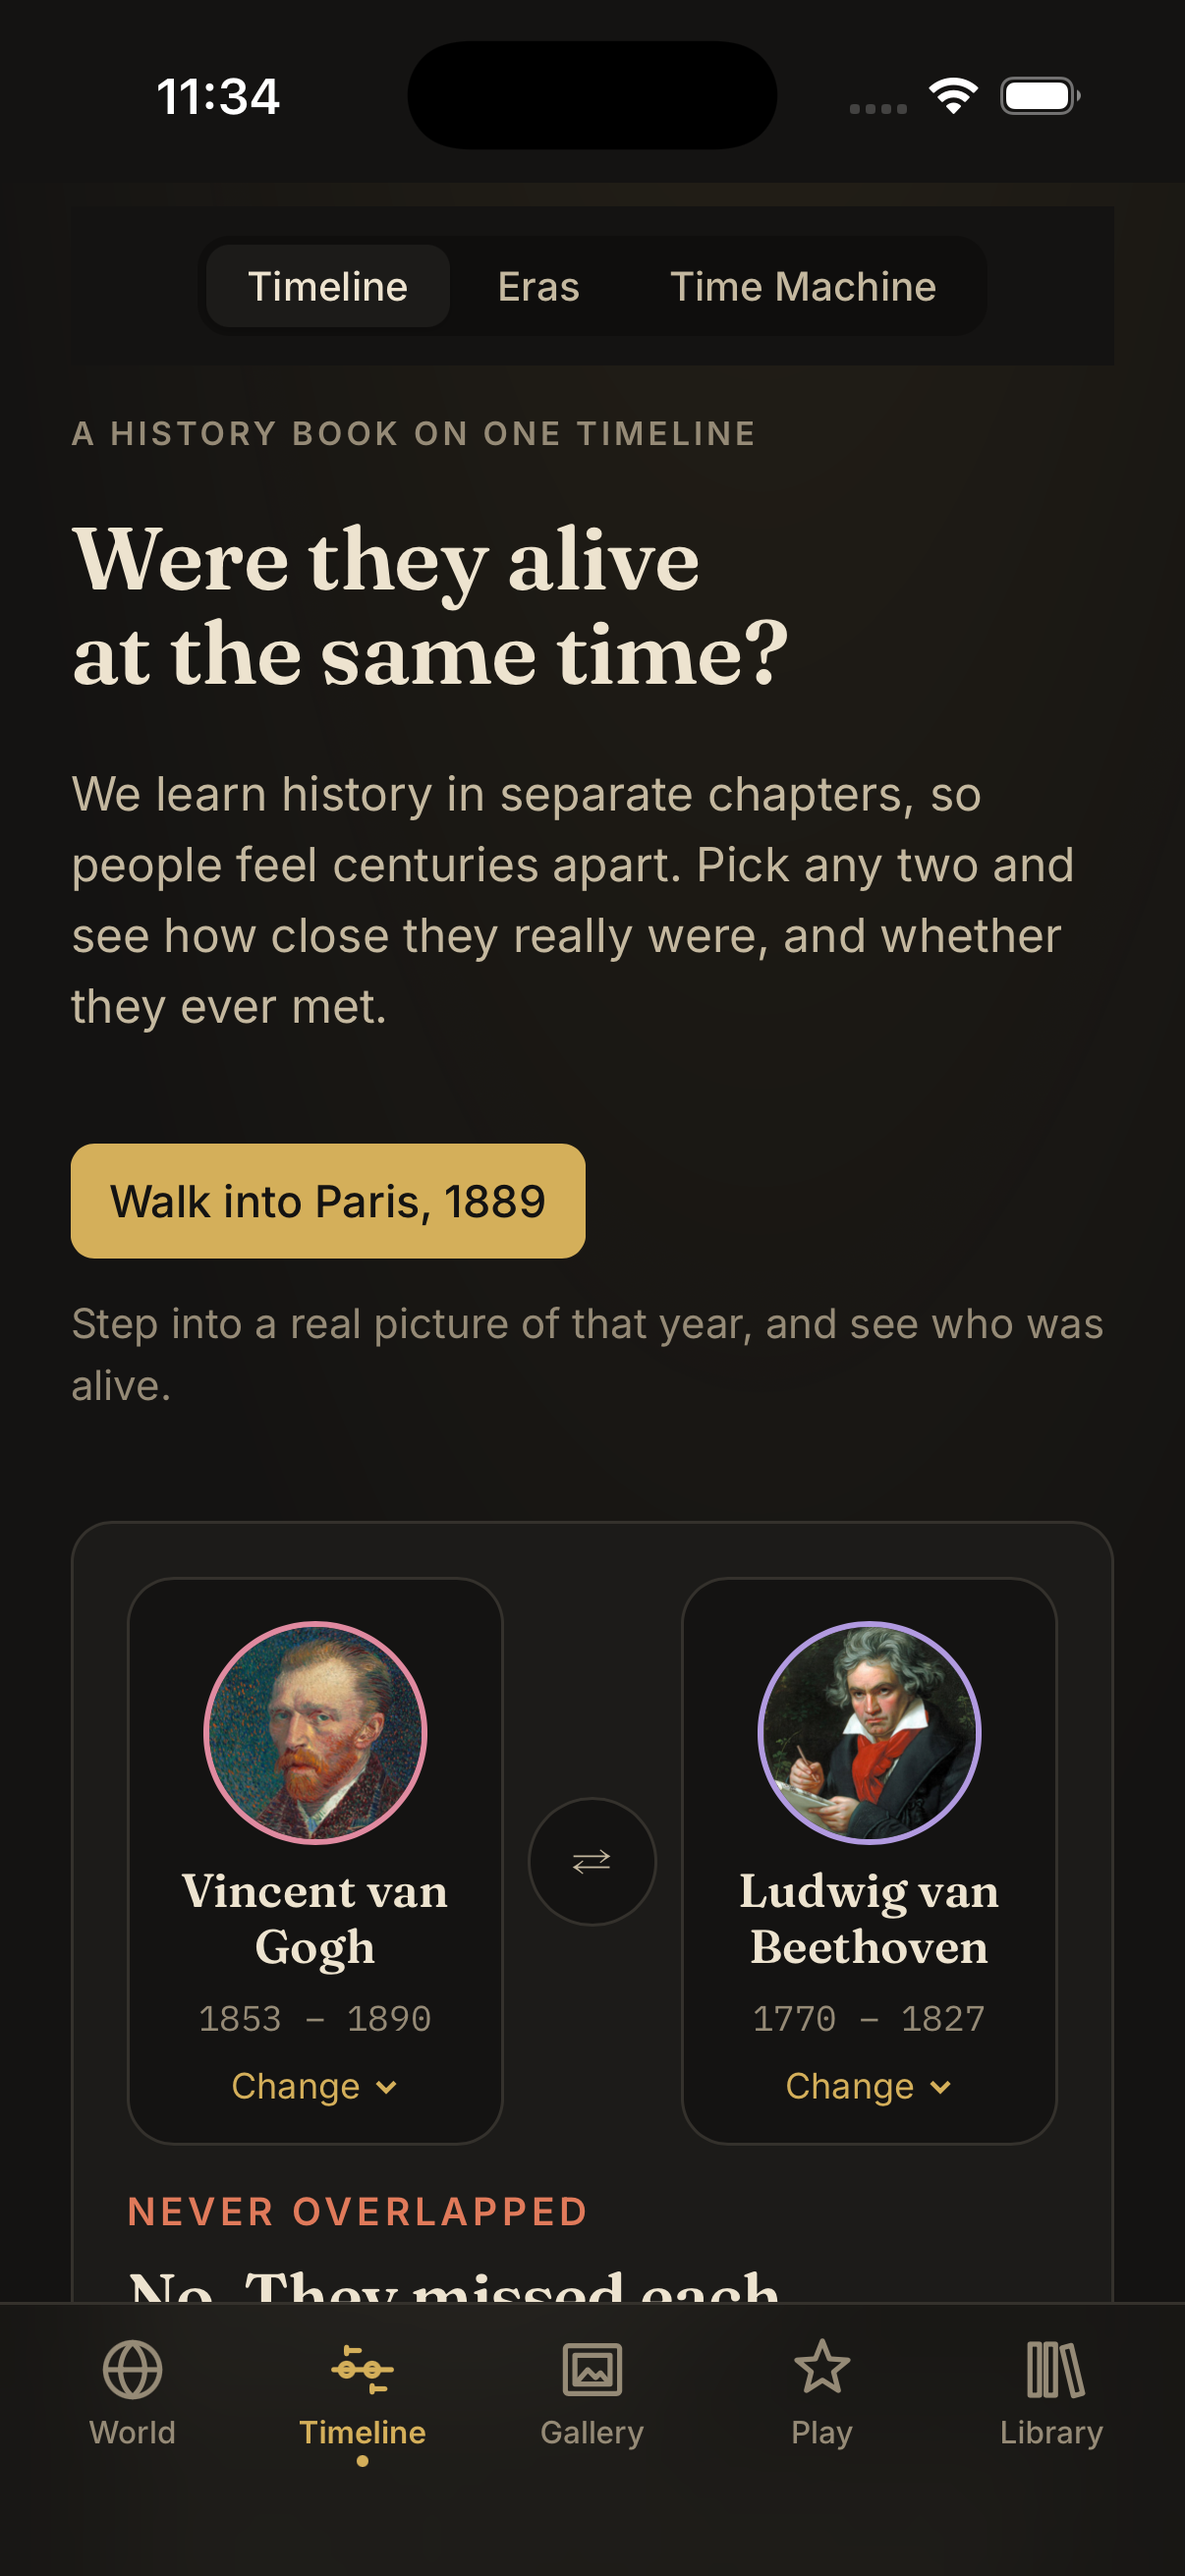 11:34
Timeline Eras Time Machine
A HISTORY BOOK ON ONE TIMELINE
Were they alive
at the same time?
We learn history in separate chapters, so
people feel centuries apart. Pick any two and
see how close they really were, and whether
they ever met.
Walk into Paris, 1889
Step into a real picture of that year, and see who was
alive.
Vincent van
Gogh
1853 – 1890
Change
Ludwig van
Beethoven
1770 – 1827
Change
NEVER OVERLAPPED
No. They missed each
World Timeline Gallery Play Library